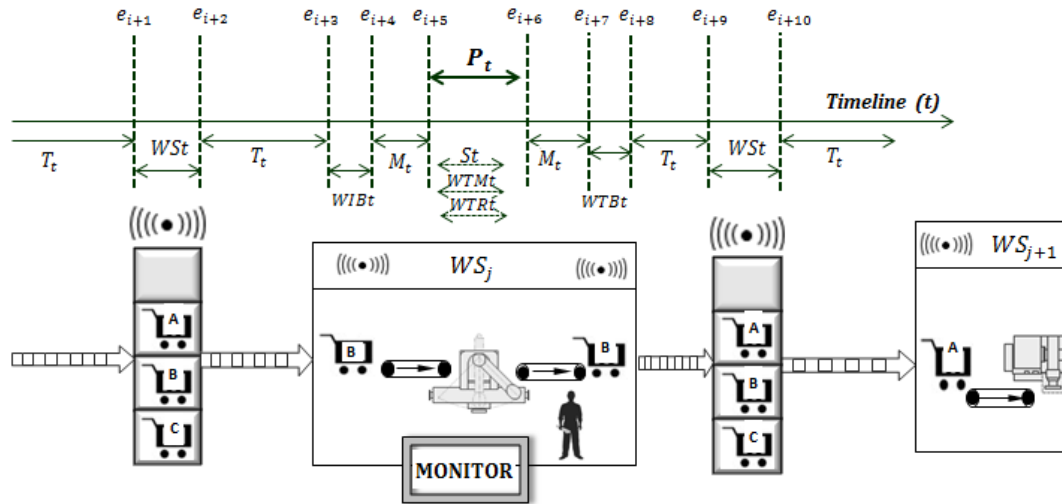 e_{i+1} e_{i+2} e_{i+3} e_{i+4} e_{i+5} e_{i+6} e_{i+7} e_{i+8} e_{i+9} e_{i+10}
P_t
Timeline (t)
T_t WSt T_t WIBt M_t St M_t WTBt T_t WSt T_t
WTMt
WTRt
WS_j
WS_{j+1}
A
B
C
B
B
A
B
C
A
MONITOR